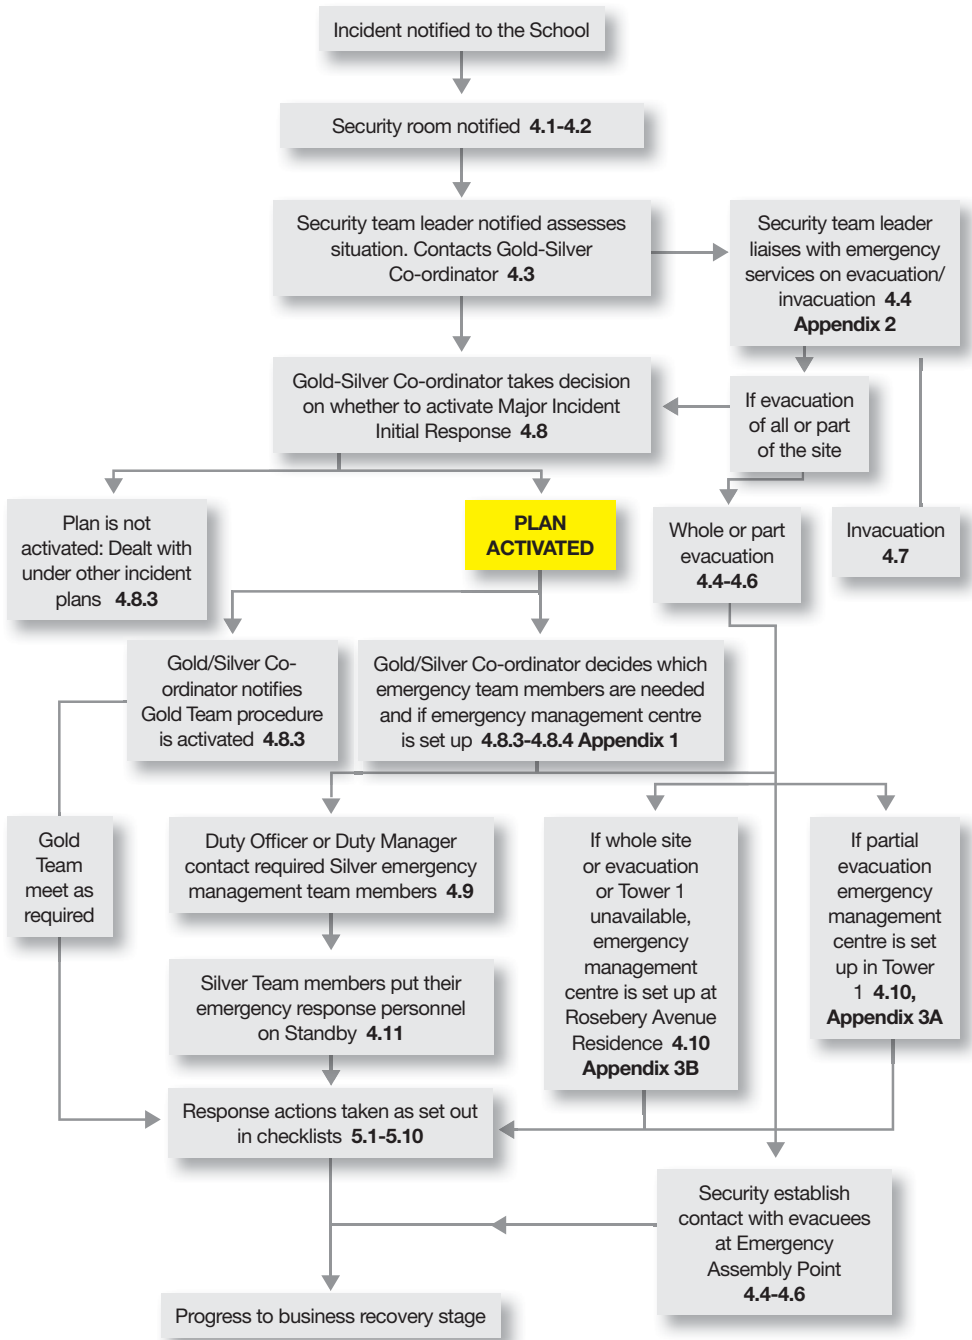 Incident notified to the School
Security room notified 4.1-4.2
Security team leader notified assesses
situation. Contacts Gold-Silver
Co-ordinator 4.3
Security team leader
liaises with emergency
services on evacuation/
invacuation 4.4
Appendix 2
Gold-Silver Co-ordinator takes decision
on whether to activate Major Incident
Initial Response 4.8
If evacuation
of all or part
of the site
Plan is not
activated: Dealt with
under other incident
plans 4.8.3
PLAN
ACTIVATED
Whole or part
evacuation
4.4-4.6
Invacuation
4.7
Gold/Silver Co-
ordinator notifies
Gold Team procedure
is activated 4.8.3
Gold/Silver Co-ordinator decides which
emergency team members are needed
and if emergency management centre
is set up 4.8.3-4.8.4 Appendix 1
Gold
Team
meet as
required
Duty Officer or Duty Manager
contact required Silver emergency
management team members 4.9
If whole site
or evacuation
or Tower 1
unavailable,
emergency
management
centre is set up at
Rosebery Avenue
Residence 4.10
Appendix 3B
If partial
evacuation
emergency
management
centre is set
up in Tower
1 4.10,
Appendix 3A
Silver Team members put their
emergency response personnel
on Standby 4.11
Response actions taken as set out
in checklists 5.1-5.10
Security establish
contact with evacuees
at Emergency
Assembly Point
4.4-4.6
Progress to business recovery stage